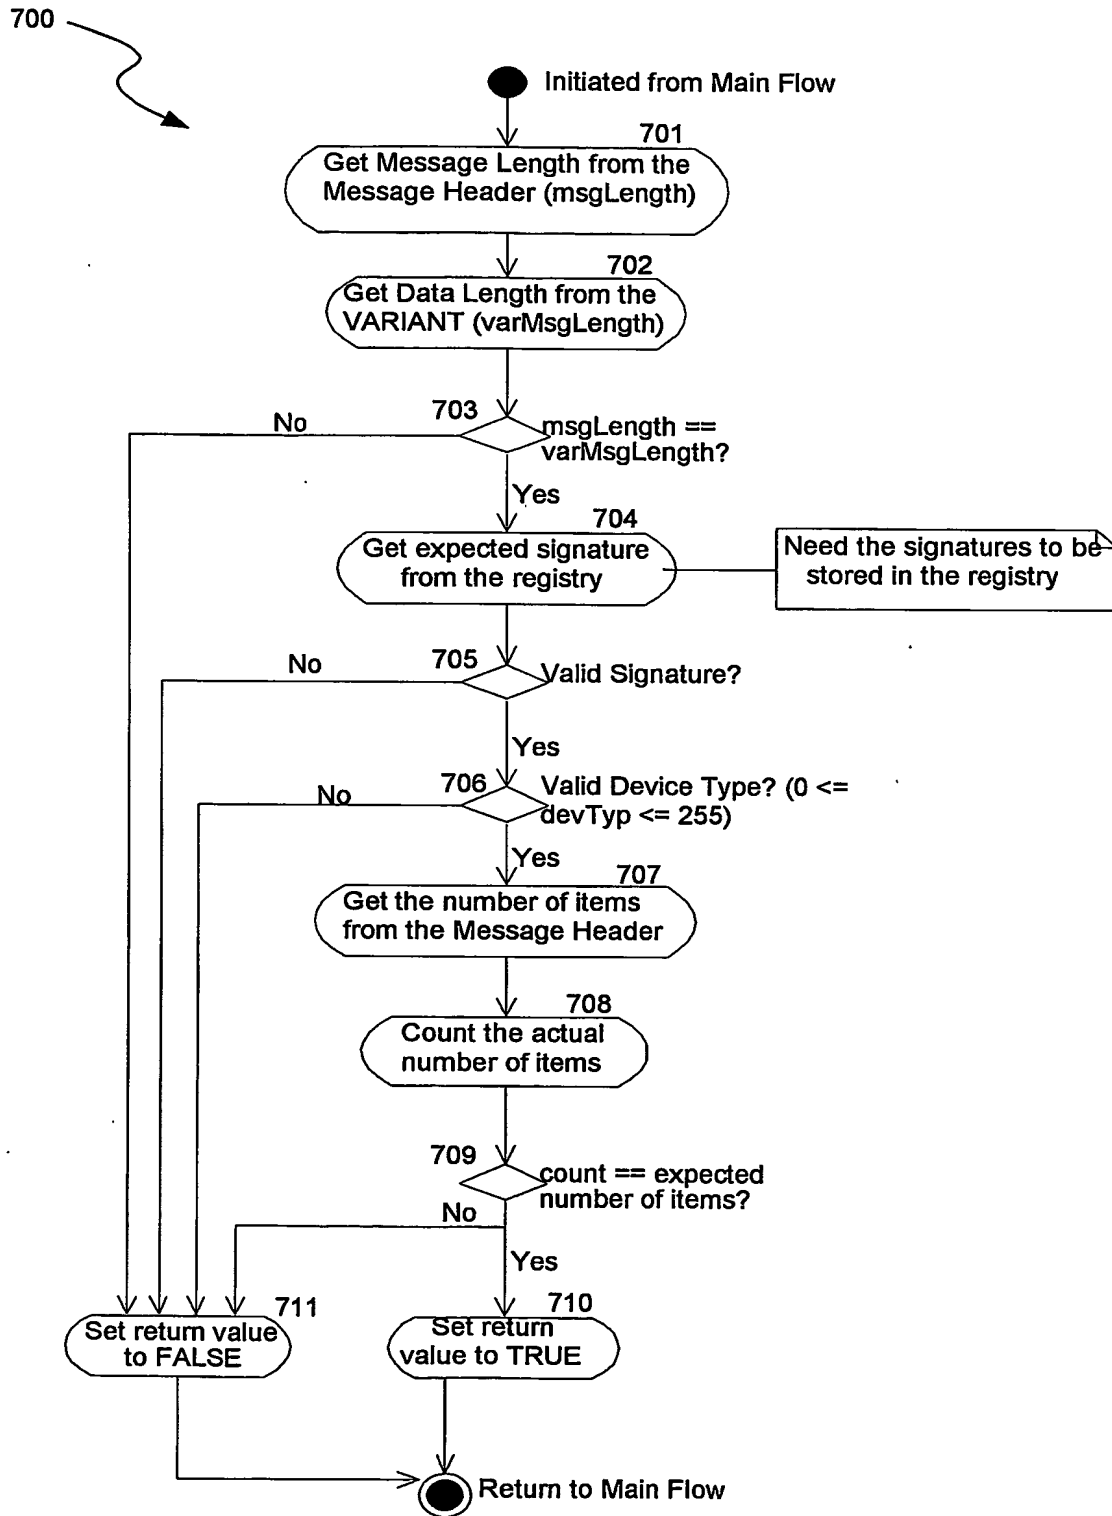 700
Initiated from Main Flow
701
Get Message Length from the
Message Header (msgLength)
702
Get Data Length from the
VARIANT (varMsgLength)
703
No
msgLength ==
varMsgLength?
Yes
704
Get expected signature
from the registry
Need the signatures to be
stored in the registry
705
No
Valid Signature?
Yes
706
No
Valid Device Type? (0 <=
devTyp <= 255)
Yes
707
Get the number of items
from the Message Header
708
Count the actual
number of items
709
count == expected
number of items?
No
Yes
711
Set return value
to FALSE
710
Set return
value to TRUE
Return to Main Flow